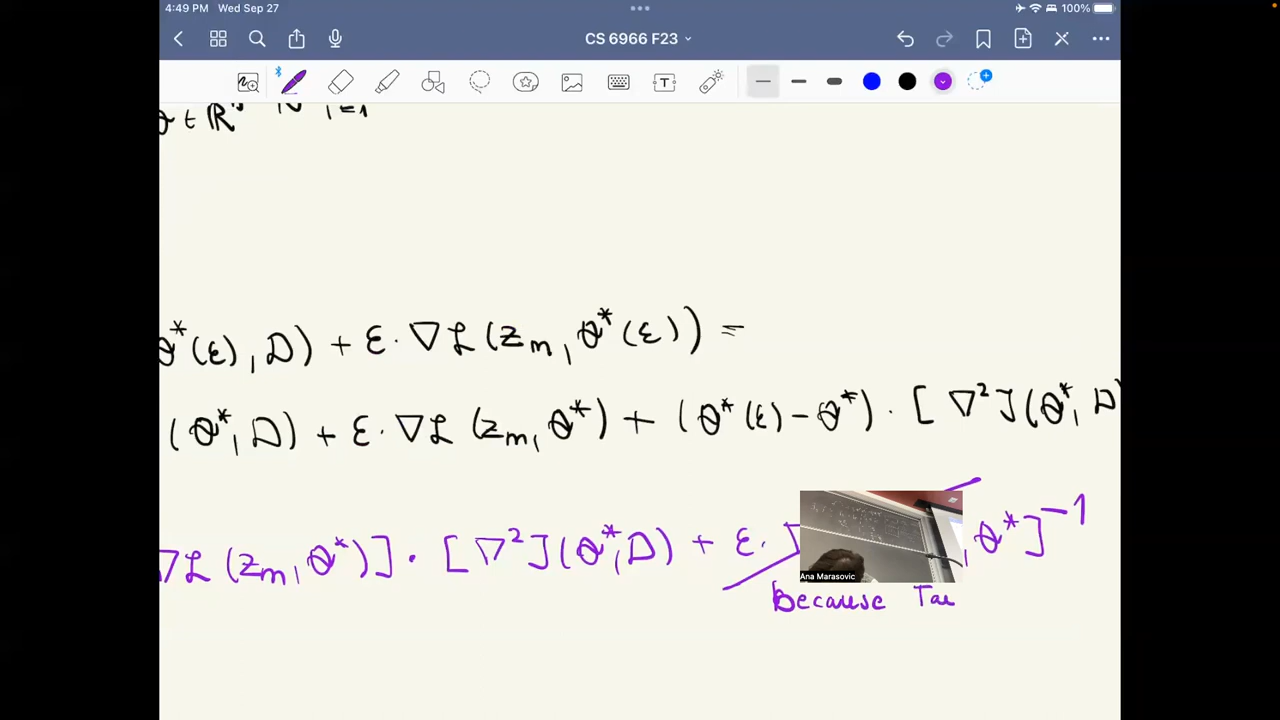 4:49 PM Wed Sep 27
100%
CS 6966 F23
θ ∈ ℝ
θ*(ε), D) + ε · ∇ℒ(z_m, θ*(ε)) =
(θ*, D) + ε · ∇ℒ(z_m, θ*) + (θ*(ε) − θ*) · [∇²J(θ*, D)
∇ℒ(z_m, θ*)] · [∇²J(θ*, D) + ε · ∇ , θ*]⁻¹
Ana Marasovic
Because Tau